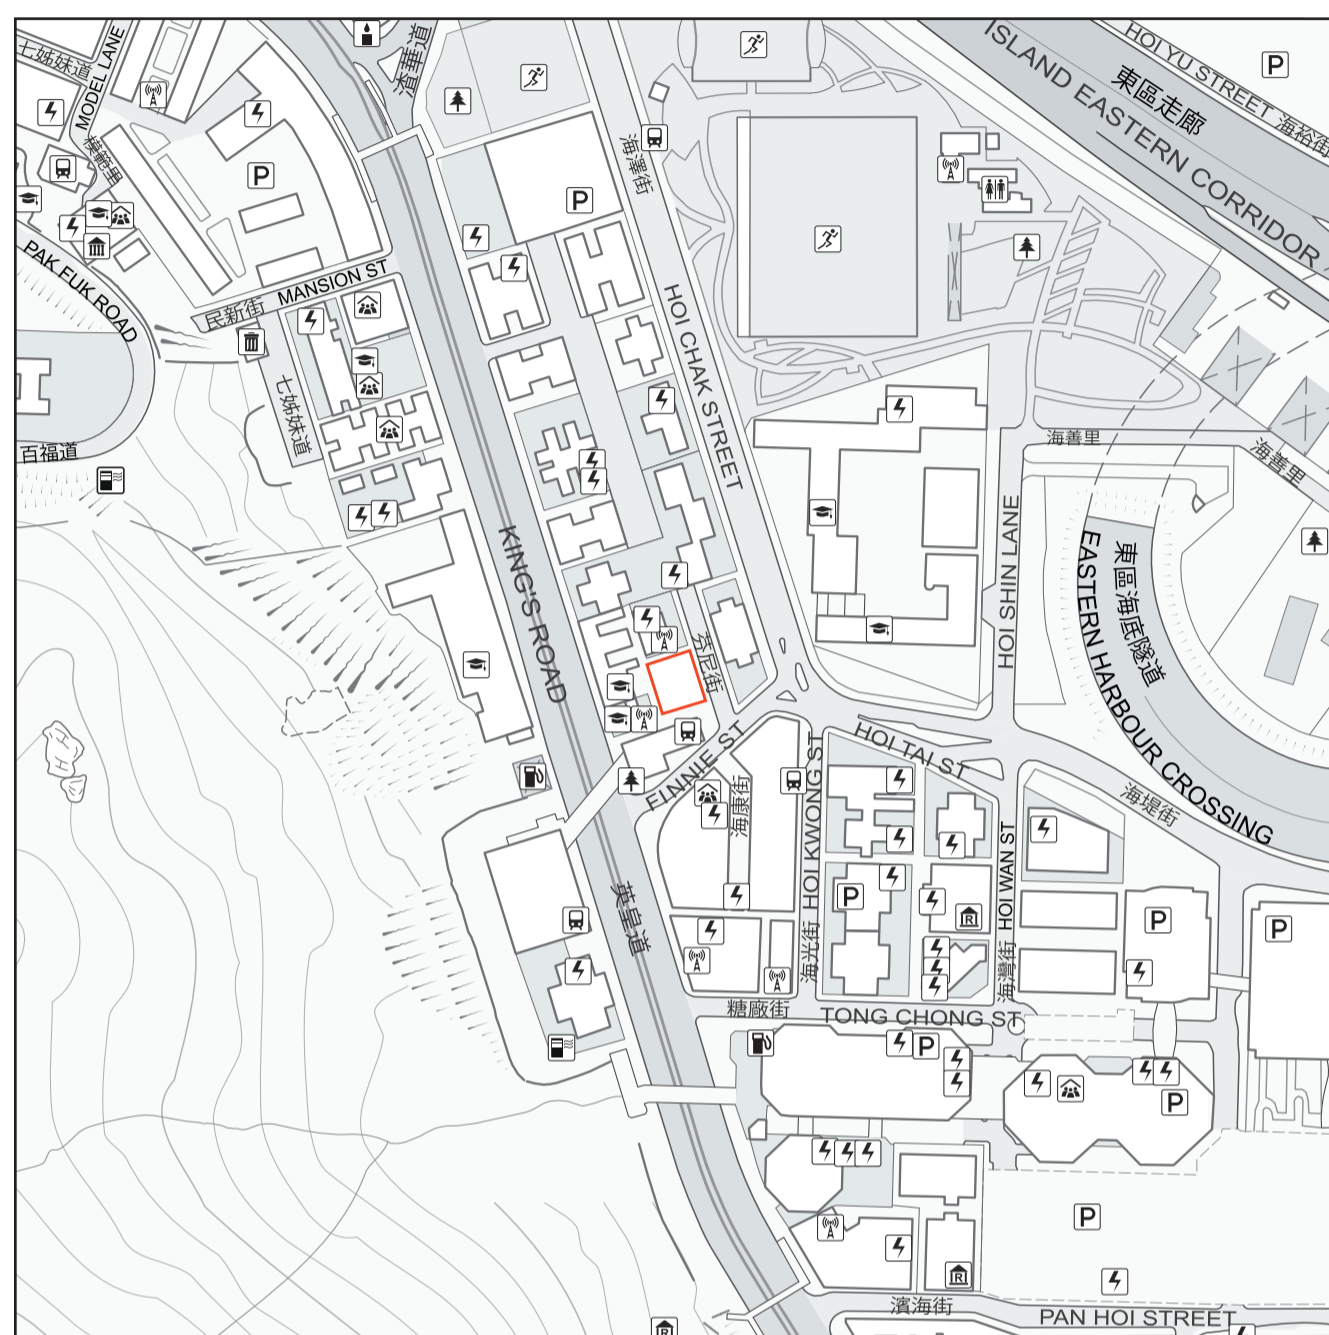 ISLAND EASTERN CORRIDOR
東區走廊
HOI YU STREET 海裕街
渣華道
七姊妹道
MODEL LANE
模範里
PAK FUK ROAD
百福道
民新街 MANSION ST
七姊妹道
海澤街
HOI CHAK STREET
KING'S ROAD
英皇道
海善里
海善里
HOI SHIN LANE
東區海底隧道
EASTERN HARBOUR CROSSING
芬尼街
FINNIE ST
海康街
HOI KWONG ST
海光街
HOI TAI ST
海堤街
HOI WAN ST
海灣街
糖廠街
TONG CHONG ST
濱海街
PAN HOI STREET
P
P
P
P
P
P
P
P
P
R
R
R